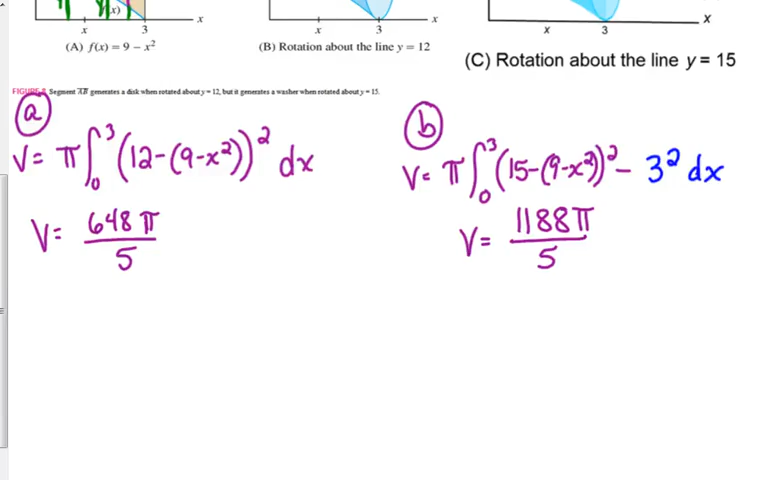 f(x)
x
3
x
(A) f(x) = 9 − x²
3
x
(B) Rotation about the line y = 12
x
3
x
(C) Rotation about the line y = 15
FIGURE 8 Segment AB generates a disk when rotated about y = 12, but it generates a washer when rotated about y = 15.
a
V= π∫₀³ (12-(9-x²))² dx
V= 648π/5
b
V= π∫₀³ (15-(9-x²))² - 3² dx
V= 1188π/5